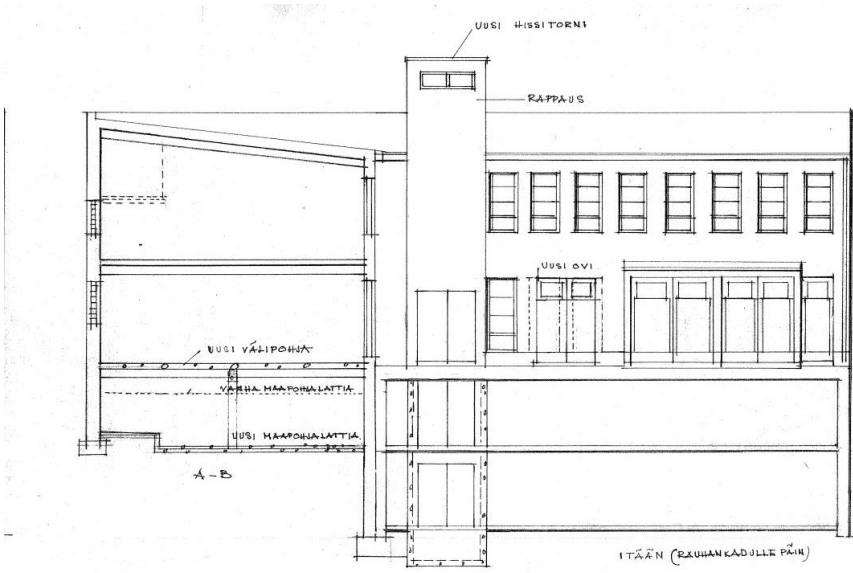 UUSI HISSITORNI
RAPPAUS
UUSI OVI
UUSI VÄLIPOHJA
VANHA MAAPOHJALATTIA
UUSI MAAPOHJALATTIA
A-B
ITÄÄN (RAUHANKADULLE PÄIN)